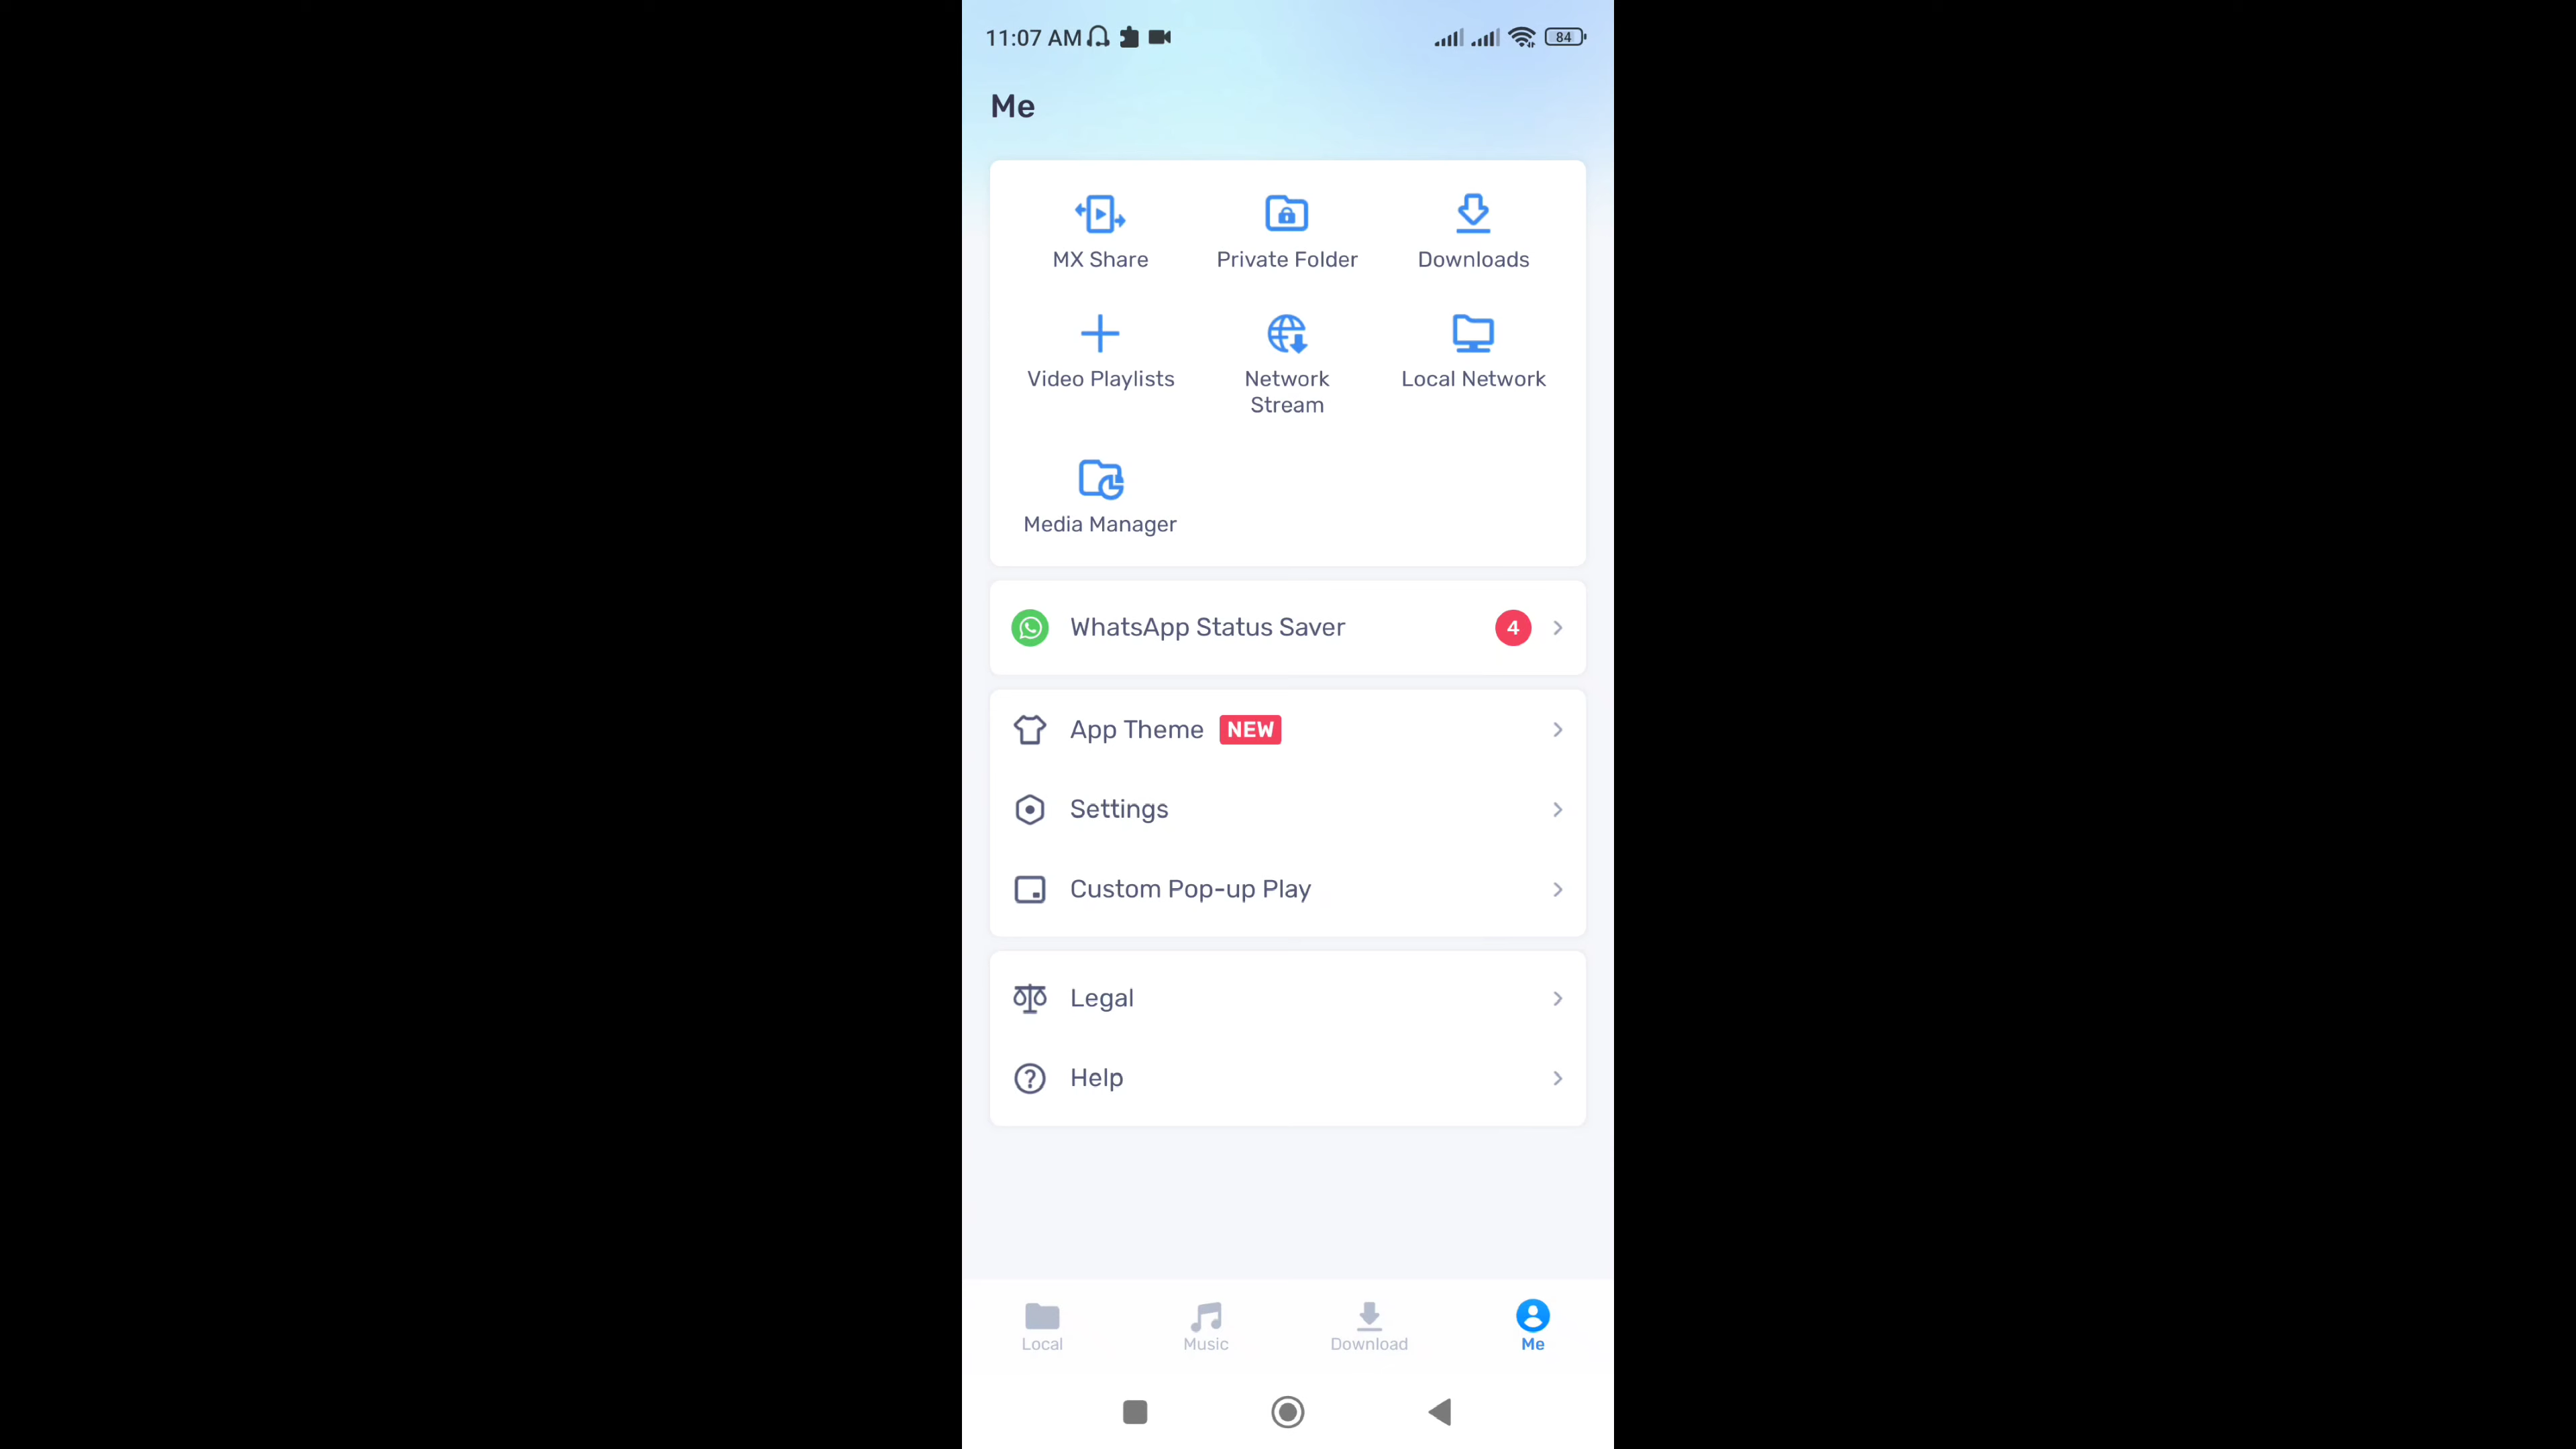 11:07 AM
84
Me
MX Share
Private Folder
Downloads
Video Playlists
Network
Stream
Local Network
Media Manager
WhatsApp Status Saver
4
App Theme NEW
Settings
Custom Pop-up Play
Legal
Help
Local
Music
Download
Me